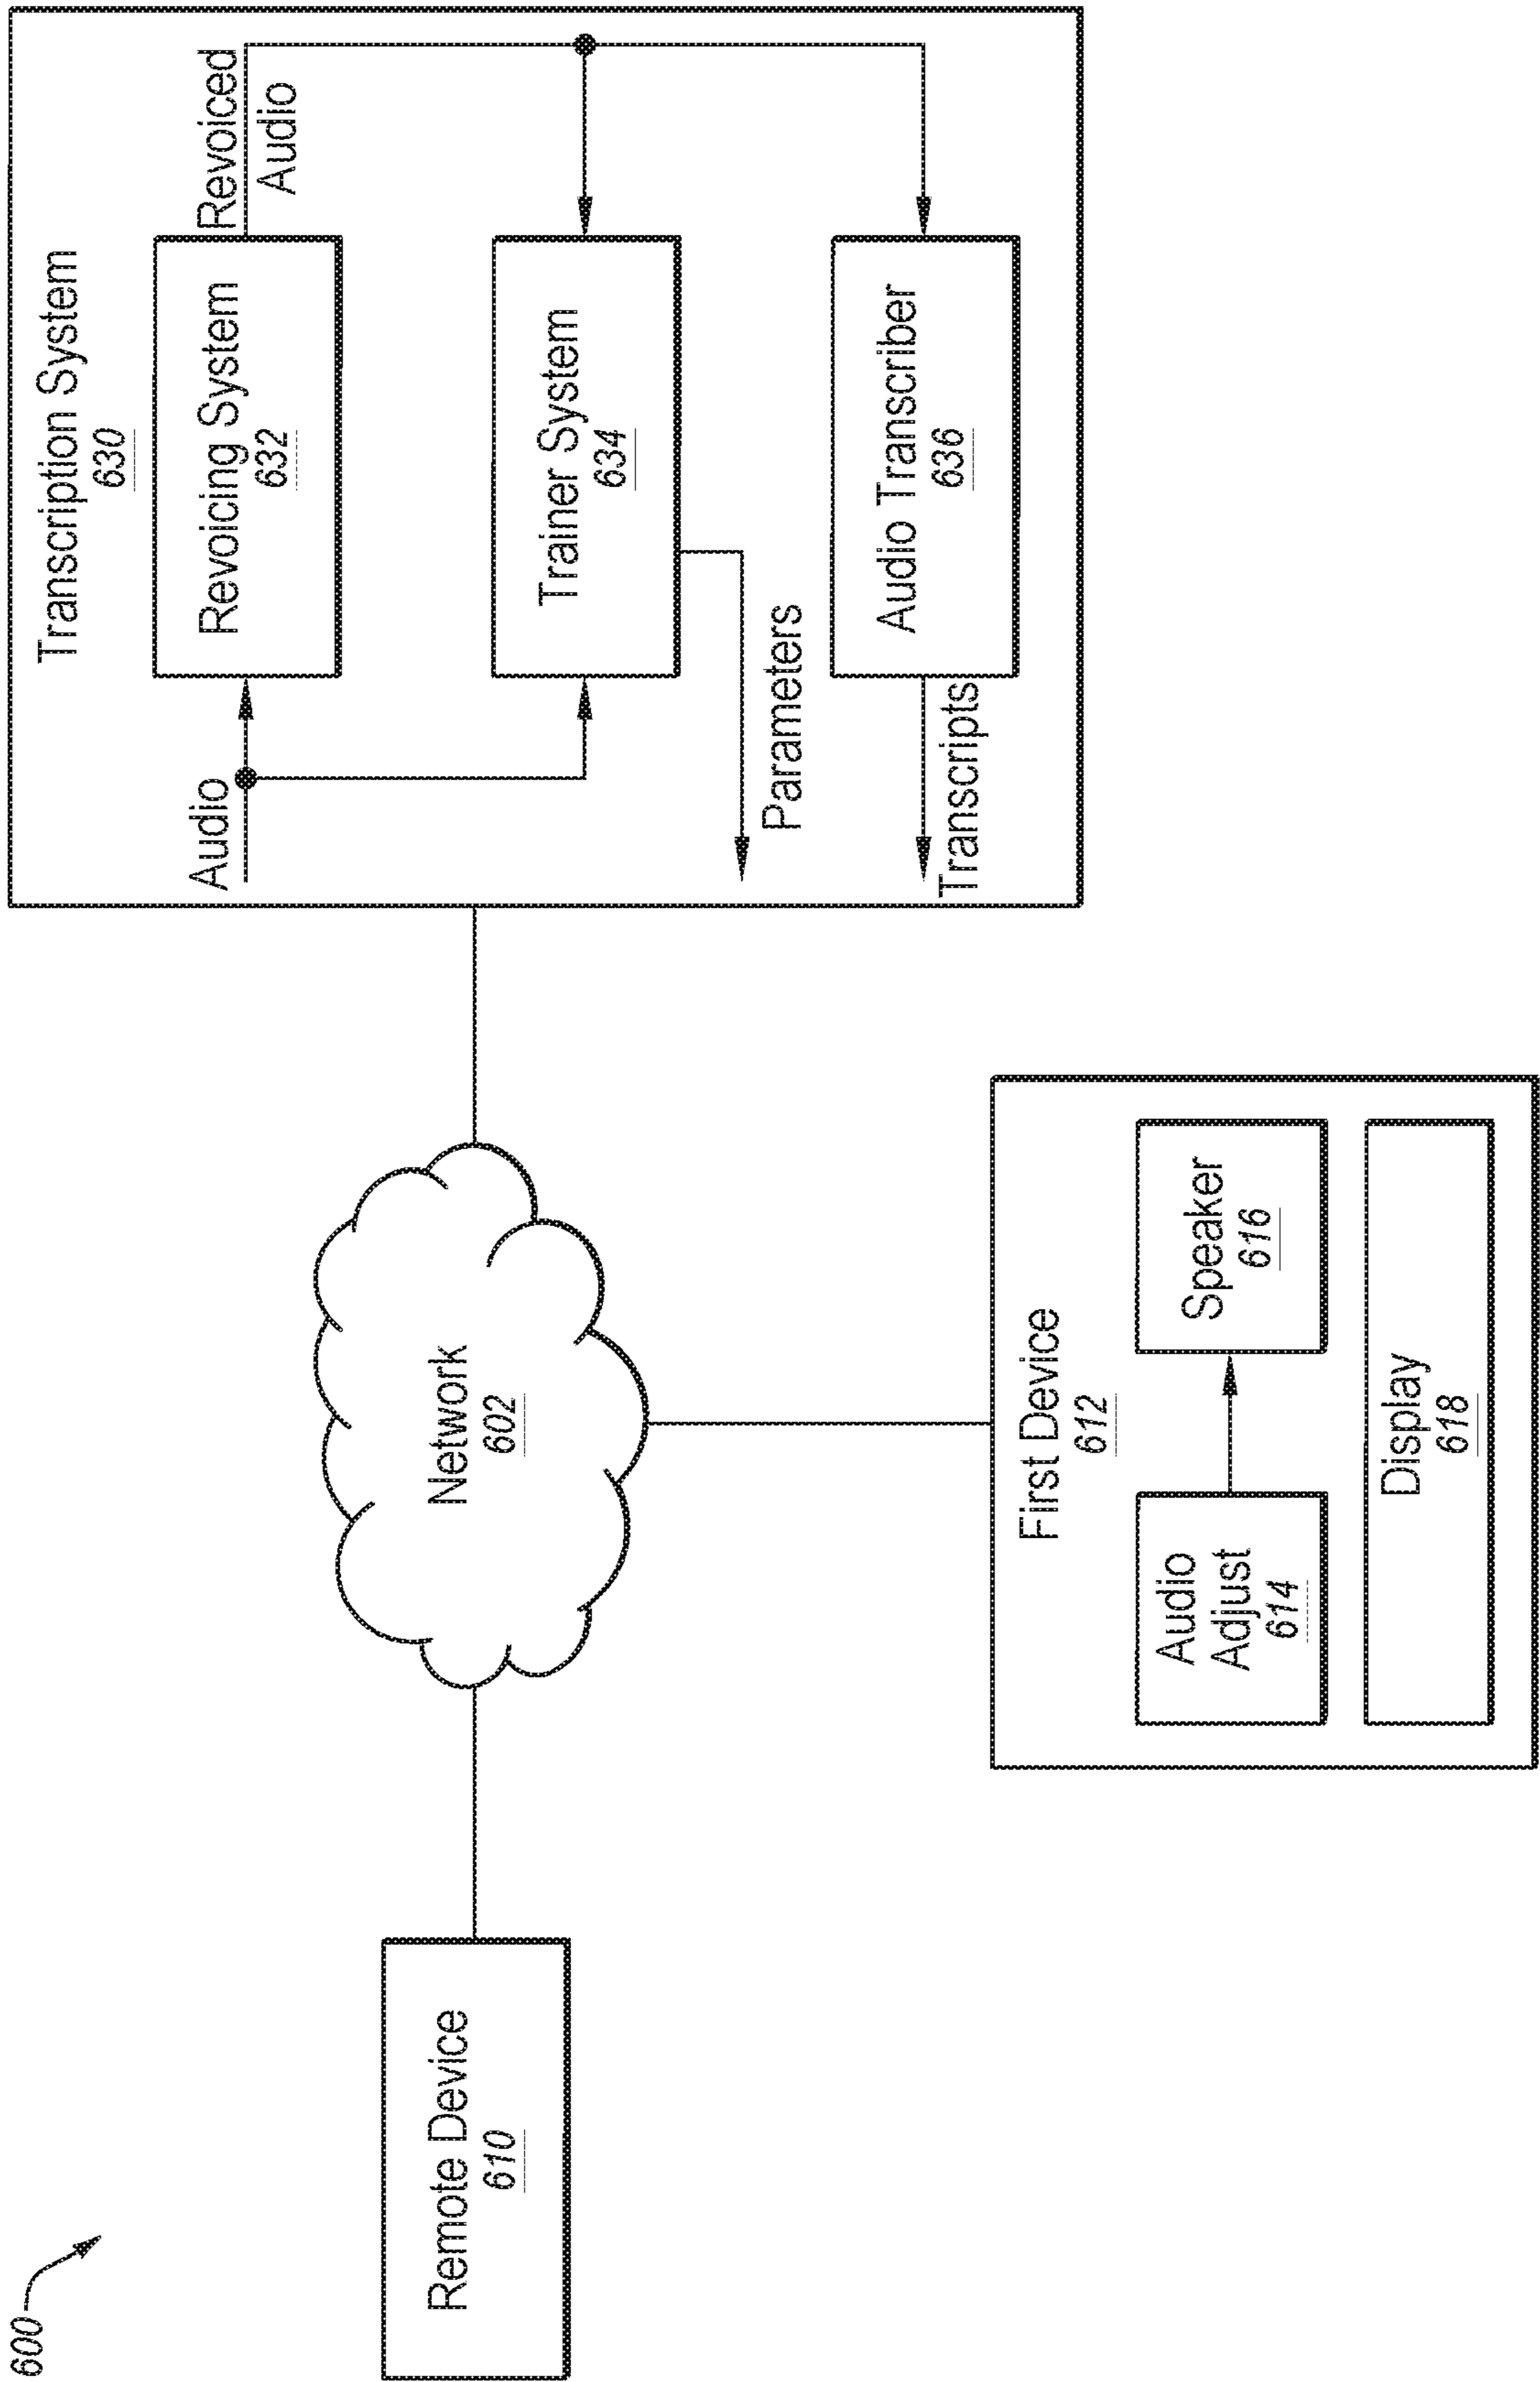 600
Remote Device
610
Network
602
First Device
612
Audio
Adjust
614
Speaker
616
Display
618
Transcription System
630
Audio
Revoicing System
632
Revoiced
Audio
Trainer System
634
Parameters
Audio Transcriber
636
Transcripts